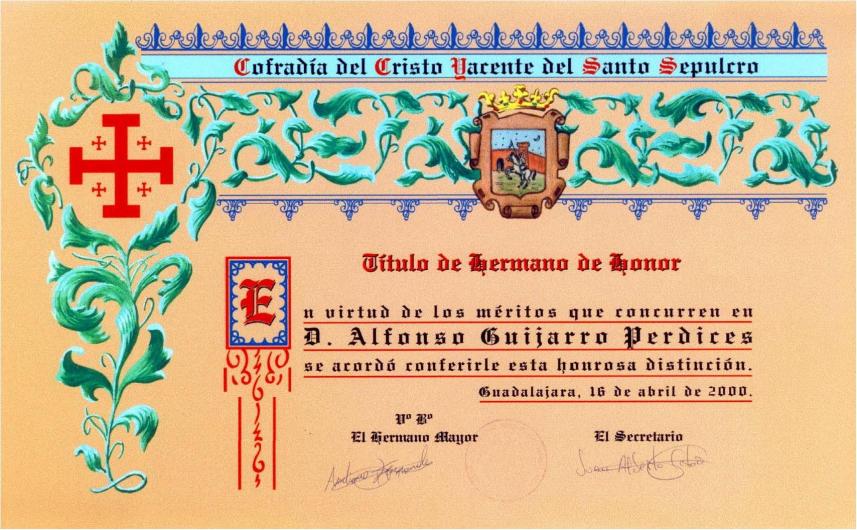 Cofradía del Cristo Yacente del Santo Sepulcro
Título de Hermano de Honor
En virtud de los méritos que concurren en
D. Alfonso Guijarro Perdices
se acordó conferirle esta honrosa distinción.
Guadalajara, 16 de abril de 2000.
Vº Bº
El Hermano Mayor
El Secretario